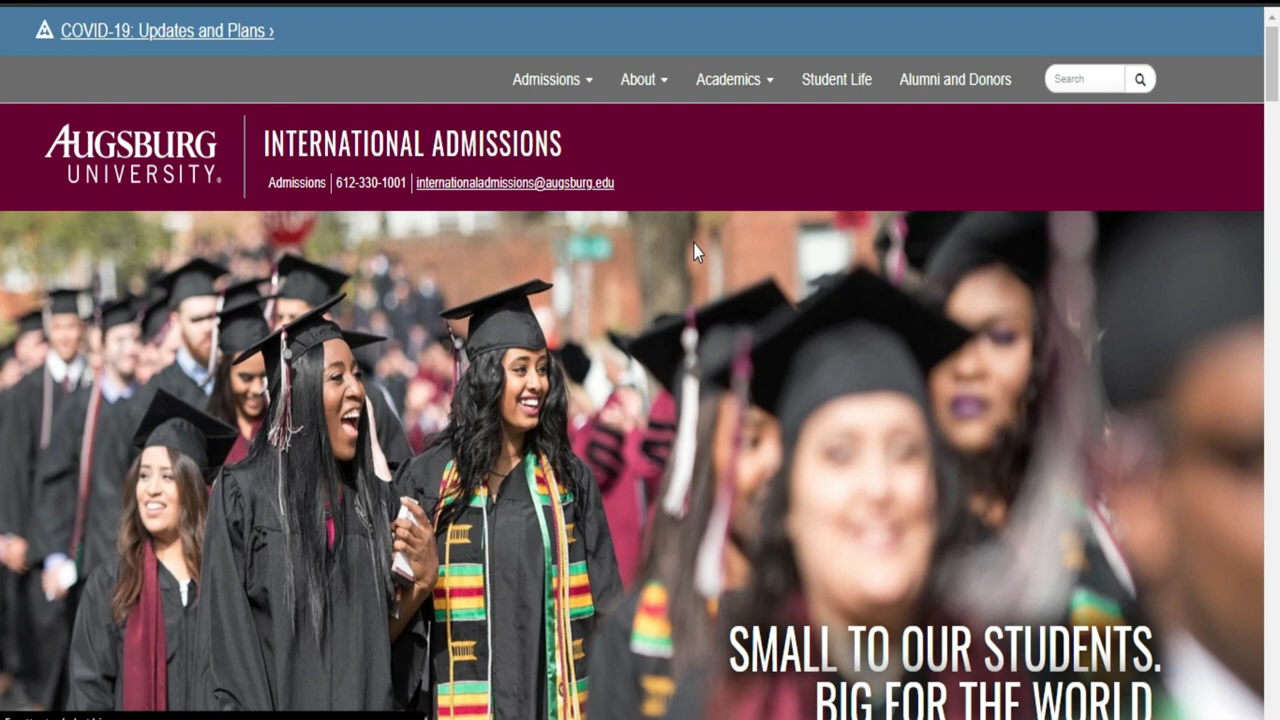 COVID-19: Updates and Plans ›
Admissions About Academics Student Life Alumni and Donors Search
AUGSBURG
UNIVERSITY®
INTERNATIONAL ADMISSIONS
Admissions | 612-330-1001 | internationaladmissions@augsburg.edu
SMALL TO OUR STUDENTS.
BIG FOR THE WORLD